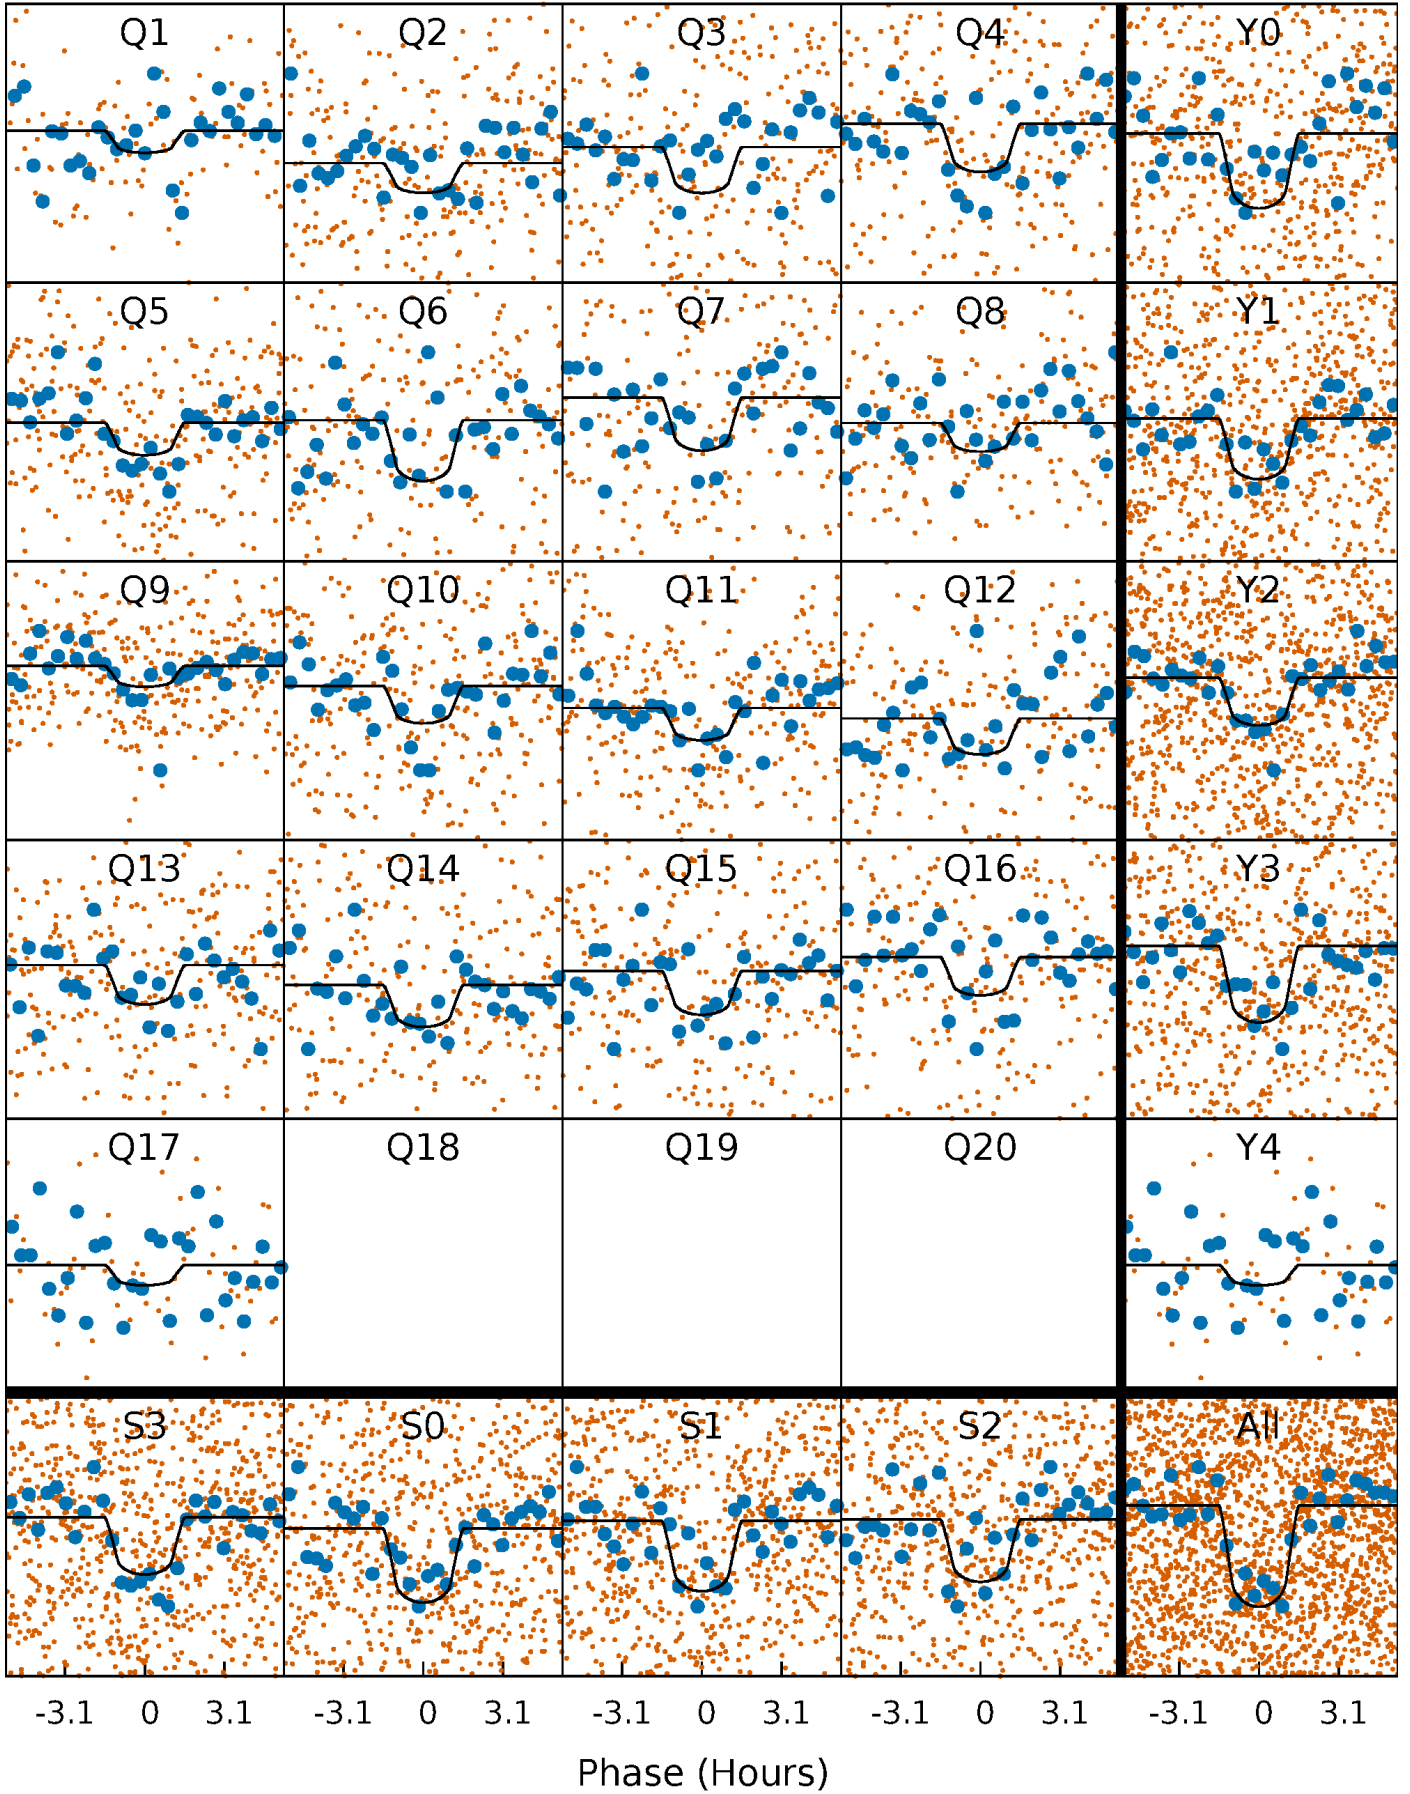 Q1 Q2 Q3 Q4 Y0
Q5 Q6 Q7 Q8 Y1
Q9 Q10 Q11 Q12 Y2
Q13 Q14 Q15 Q16 Y3
Q17 Q18 Q19 Q20 Y4
S3 S0 S1 S2 All
-3.1 0 3.1 -3.1 0 3.1 -3.1 0 3.1 -3.1 0 3.1 -3.1 0 3.1
Phase (Hours)